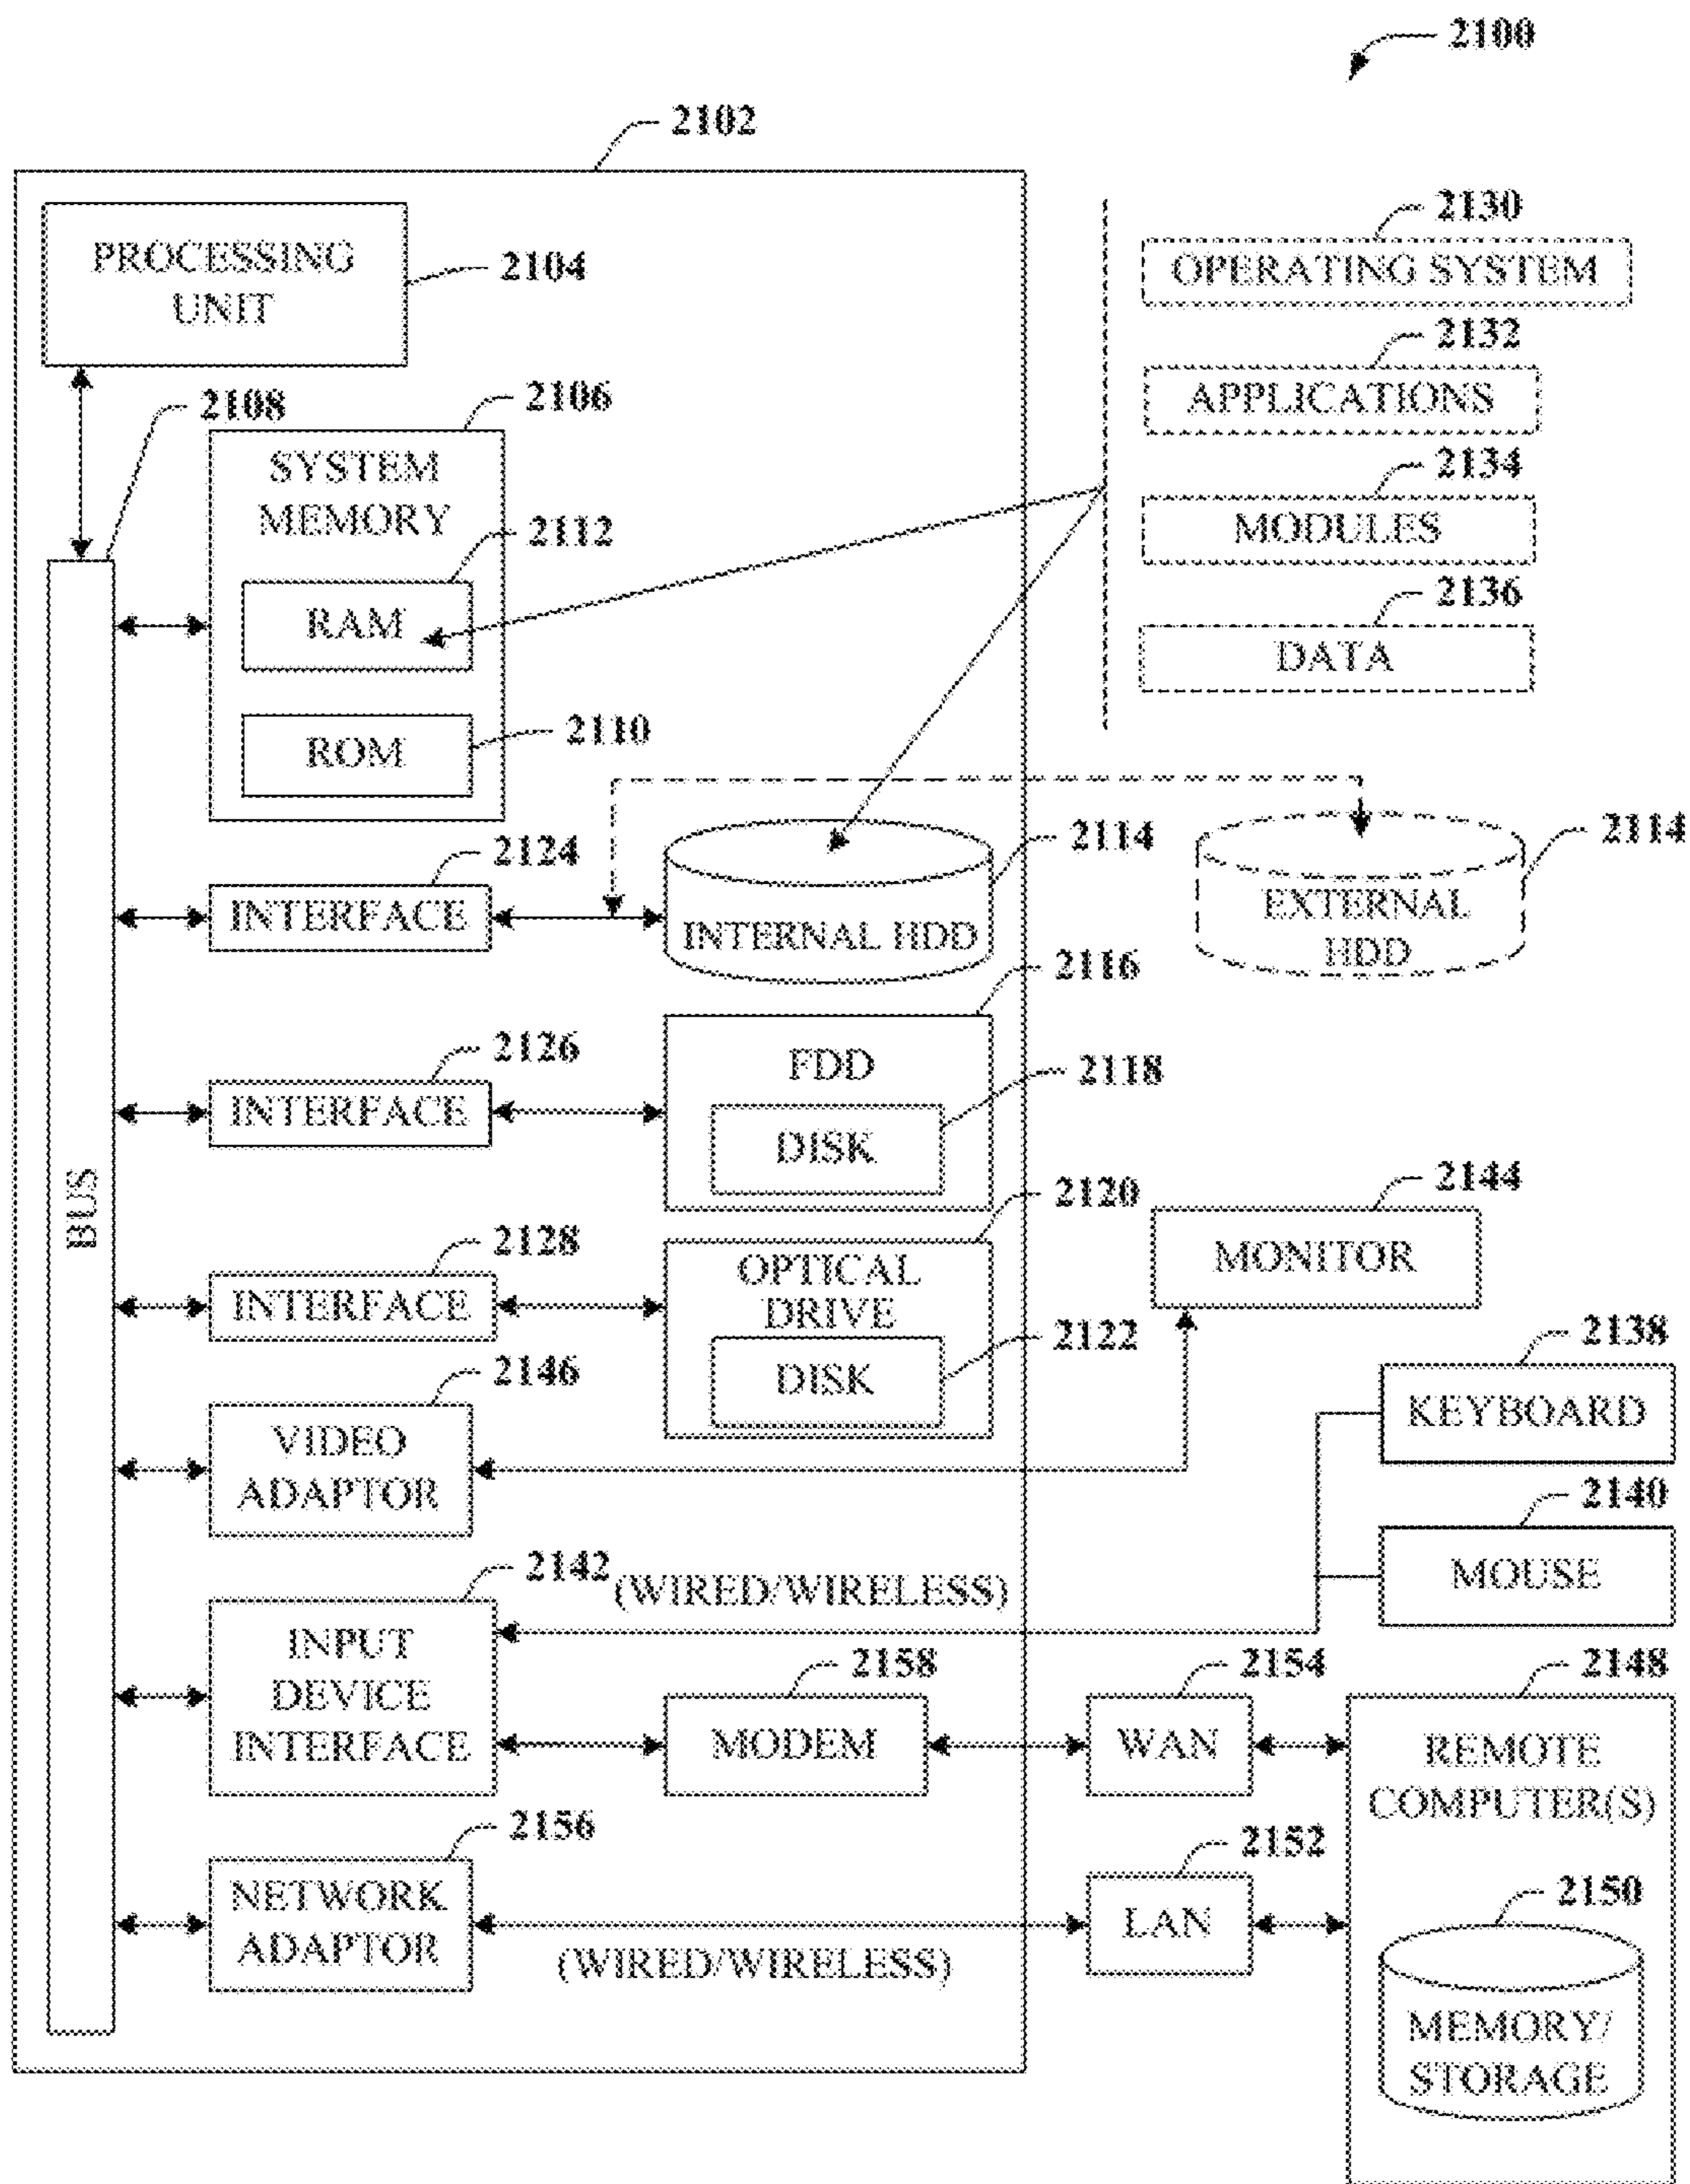 2100
2102
PROCESSING
UNIT
2104
2108
2106
SYSTEM
MEMORY
2112
RAM
ROM
2110
2130
OPERATING SYSTEM
2132
APPLICATIONS
2134
MODULES
2136
DATA
BUS
2124
INTERFACE
2114
INTERNAL HDD
2114
EXTERNAL
HDD
2126
INTERFACE
2116
FDD
2118
DISK
2128
INTERFACE
2120
OPTICAL
DRIVE
2122
DISK
2144
MONITOR
2146
VIDEO
ADAPTOR
2138
KEYBOARD
2140
MOUSE
2142
(WIRED/WIRELESS)
INPUT
DEVICE
INTERFACE
2158
MODEM
2154
WAN
2148
REMOTE
COMPUTER(S)
2156
NETWORK
ADAPTOR
(WIRED/WIRELESS)
2152
LAN
2150
MEMORY/
STORAGE